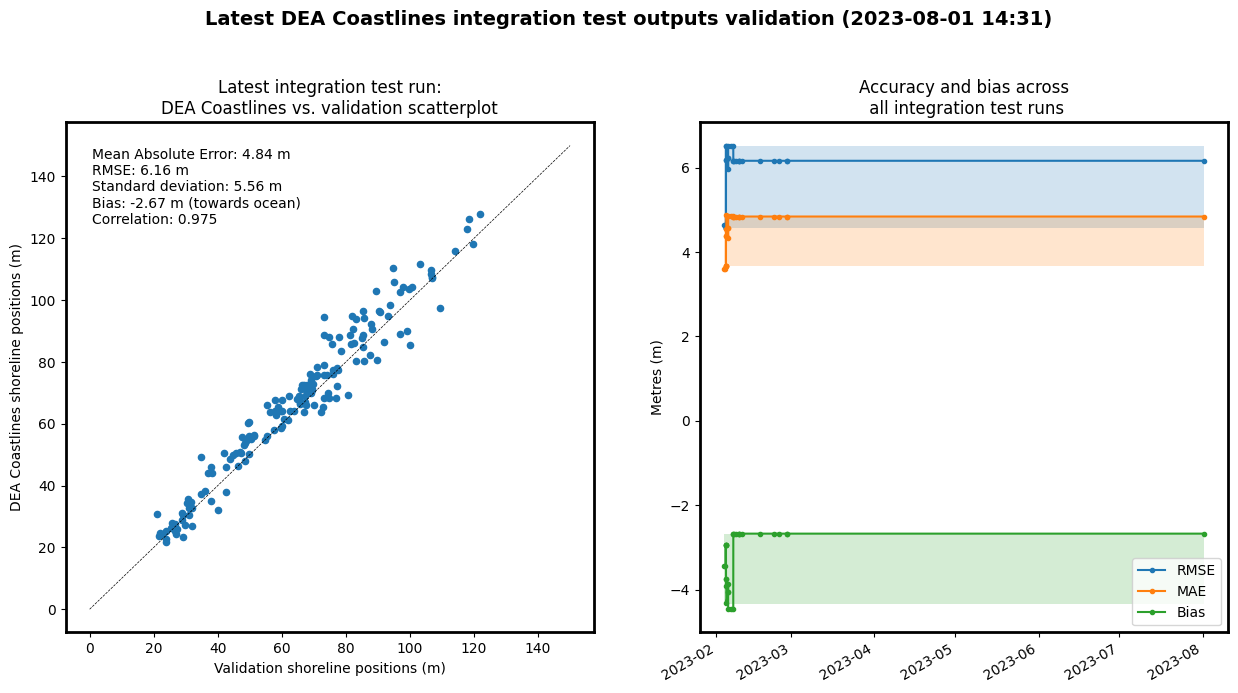 Latest DEA Coastlines integration test outputs validation (2023-08-01 14:31)
Latest integration test run:
DEA Coastlines vs. validation scatterplot
Mean Absolute Error: 4.84 m
RMSE: 6.16 m
Standard deviation: 5.56 m
Bias: -2.67 m (towards ocean)
Correlation: 0.975
DEA Coastlines shoreline positions (m)
140
120
100
80
60
40
20
0
0 20 40 60 80 100 120 140
Validation shoreline positions (m)
Accuracy and bias across
all integration test runs
Metres (m)
6
4
2
0
−2
−4
RMSE
MAE
Bias
2023-02 2023-03 2023-04 2023-05 2023-06 2023-07 2023-08